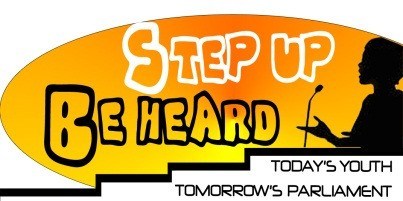 STEP UP
BE HEARD
TODAY'S YOUTH
TOMORROW'S PARLIAMENT